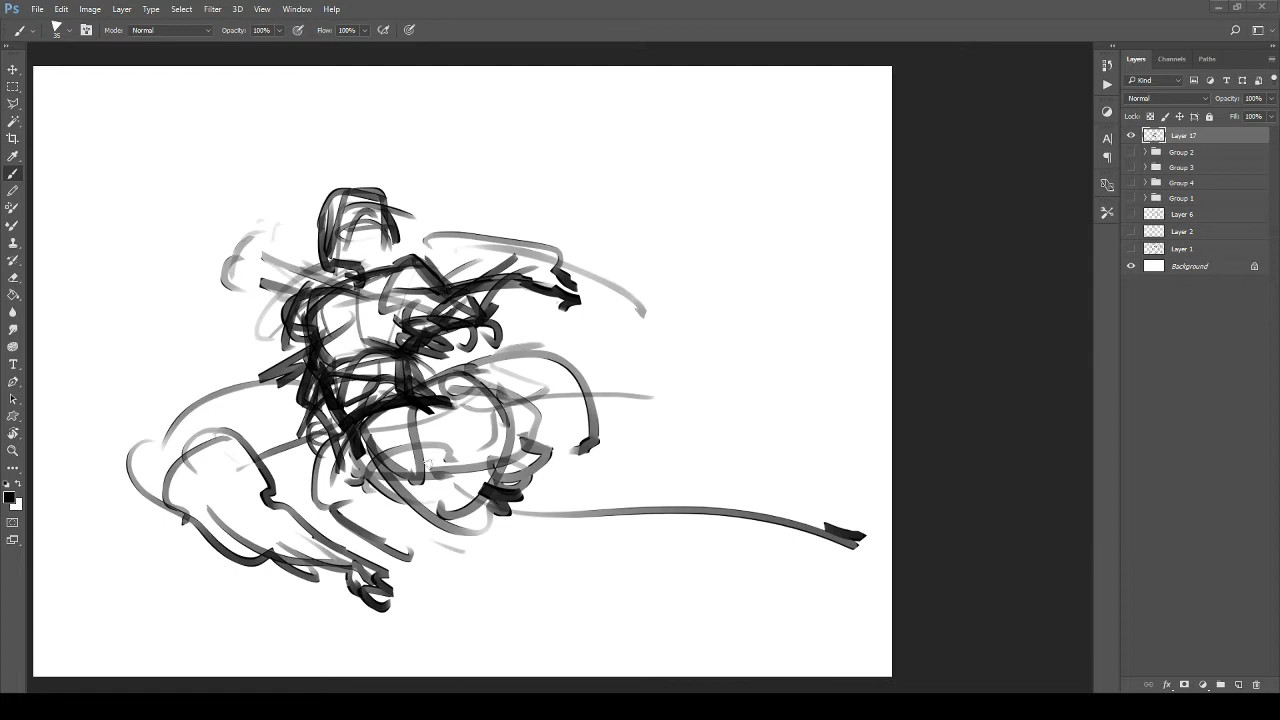 Ps File Edit Image Layer Type Select Filter 3D View Window Help
35 Mode: Normal Opacity: 100% Flow: 100%
Layers Channels Paths
Kind
Normal Opacity: 100%
Lock: Fill: 100%
Layer 17
Group 2
Group 3
Group 4
Group 1
Layer 6
Layer 2
Layer 1
Background